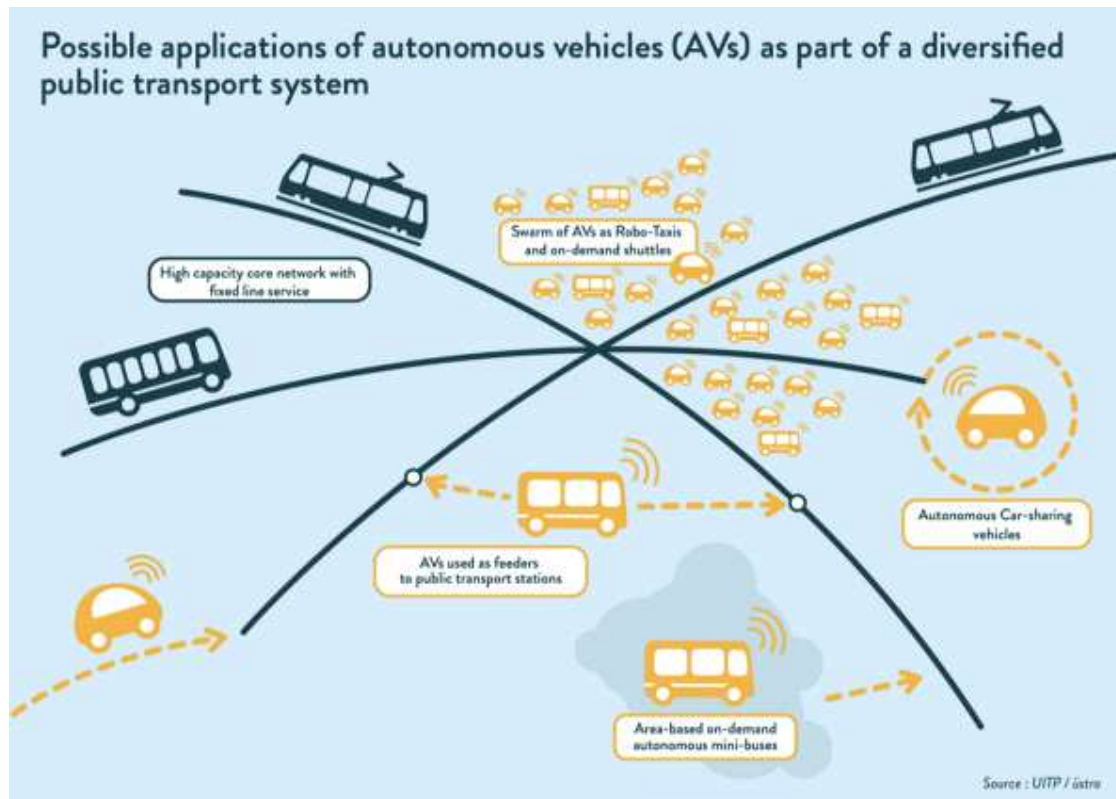 Possible applications of autonomous vehicles (AVs) as part of a diversified
public transport system
Swarm of AVs as Robo-Taxis
and on-demand shuttles
High capacity core network with
fixed line service
Autonomous Car-sharing
vehicles
AVs used as feeders
to public transport stations
Area-based on-demand
autonomous mini-buses
Source : UITP / üstra